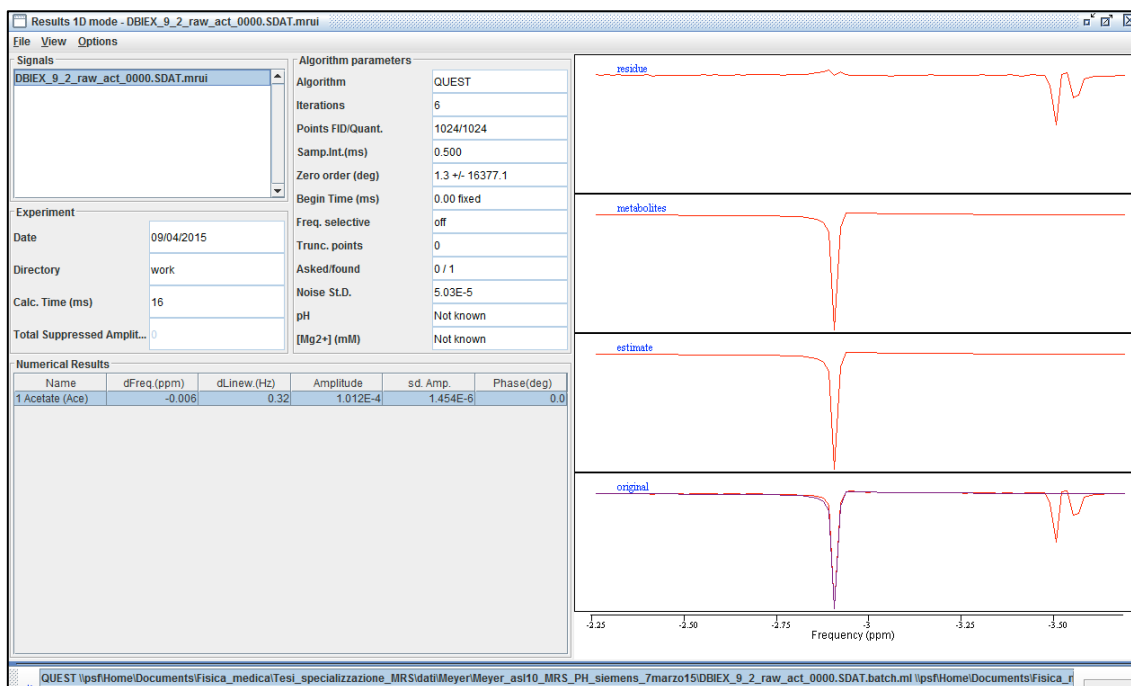 Results 1D mode - DBIEX_9_2_raw_act_0000.SDAT.mrui
File View Options
Signals
DBIEX_9_2_raw_act_0000.SDAT.mrui
Experiment
Date 09/04/2015
Directory work
Calc. Time (ms) 16
Total Suppressed Amplit... 0
Algorithm parameters
Algorithm QUEST
Iterations 6
Points FID/Quant. 1024/1024
Samp.Int.(ms) 0.500
Zero order (deg) 1.3 +/- 16377.1
Begin Time (ms) 0.00 fixed
Freq. selective off
Trunc. points 0
Asked/found 0 / 1
Noise St.D. 5.03E-5
pH Not known
[Mg2+] (mM) Not known
Numerical Results
Name dFreq.(ppm) dLinew.(Hz) Amplitude sd. Amp. Phase(deg)
1 Acetate (Ace) -0.006 0.32 1.012E-4 1.454E-6 0.0
residue
metabolites
estimate
original
-2.25 -2.50 -2.75 -3 -3.25 -3.50
Frequency (ppm)
QUEST \\psf\Home\Documents\Fisica_medica\Tesi_specializzazione_MRS\dati\Meyer\Meyer_asl10_MRS_PH_siemens_7marzo15\DBIEX_9_2_raw_act_0000.SDAT.batch.ml \\psf\Home\Documents\Fisica_r